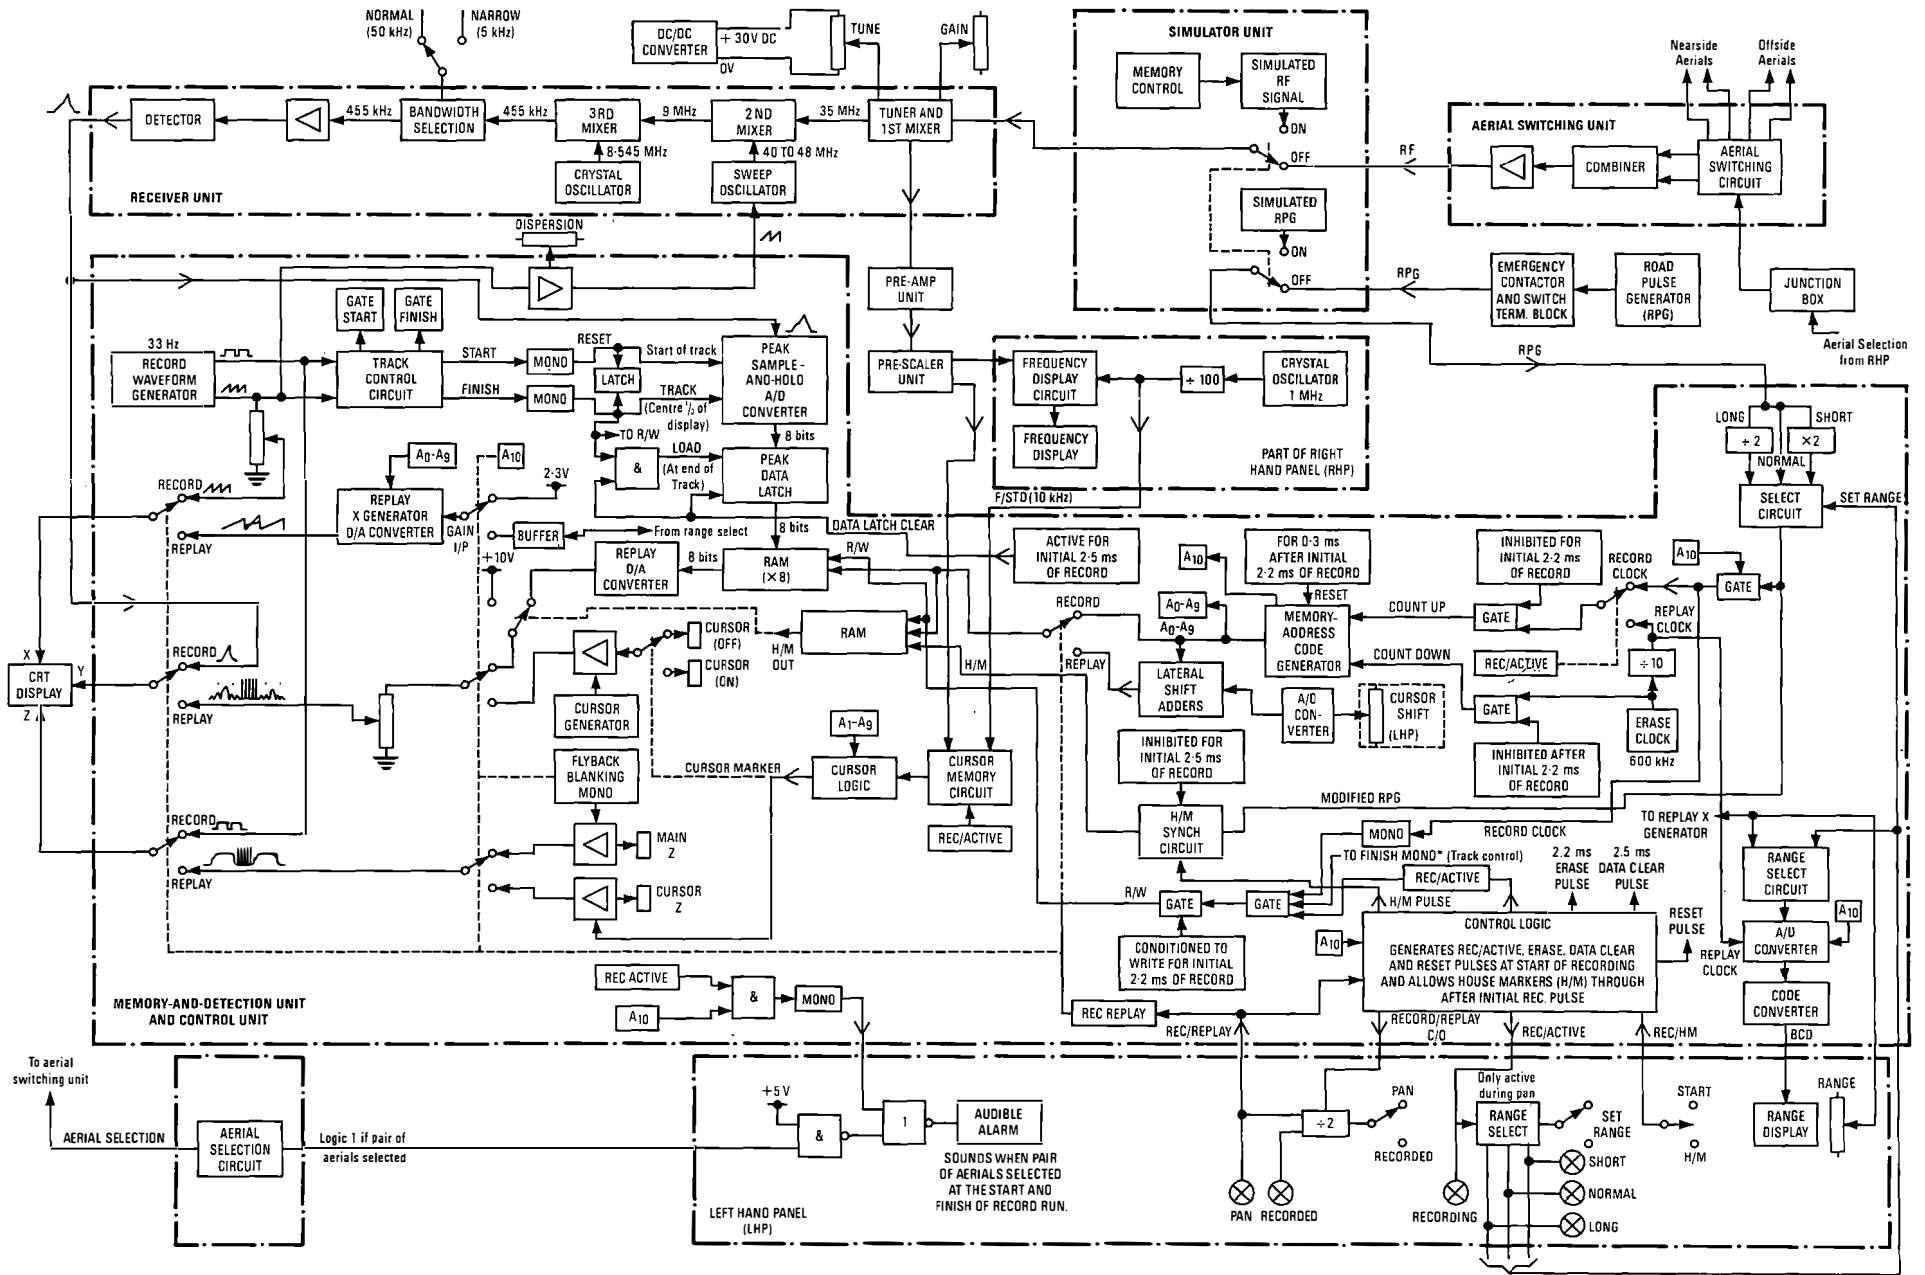 NORMAL
(50 kHz)
NARROW
(5 kHz)
DC/DC
CONVERTER
+ 30V DC
0V
TUNE
GAIN
SIMULATOR UNIT
MEMORY
CONTROL
SIMULATED
RF
SIGNAL
ON
OFF
SIMULATED
RPG
ON
OFF
RF
RPG
Nearside
Aerials
Offside
Aerials
AERIAL SWITCHING UNIT
COMBINER
AERIAL
SWITCHING
CIRCUIT
EMERGENCY
CONTACTOR
AND SWITCH
TERM. BLOCK
ROAD
PULSE
GENERATOR
(RPG)
JUNCTION
BOX
Aerial Selection
from RHP
DETECTOR
455 kHz
BANDWIDTH
SELECTION
455 kHz
3RD
MIXER
9 MHz
2ND
MIXER
35 MHz
TUNER AND
1ST MIXER
8·545 MHz
CRYSTAL
OSCILLATOR
40 TO 48 MHz
SWEEP
OSCILLATOR
RECEIVER UNIT
DISPERSION
PRE-AMP
UNIT
PRE-SCALER
UNIT
FREQUENCY
DISPLAY
CIRCUIT
÷ 100
CRYSTAL
OSCILLATOR
1 MHz
FREQUENCY
DISPLAY
PART OF RIGHT
HAND PANEL (RHP)
F/STD (10 kHz)
RPG
LONG
SHORT
÷ 2
×2
NORMAL
SELECT
CIRCUIT
SET RANGE
33 Hz
RECORD
WAVEFORM
GENERATOR
GATE
START
GATE
FINISH
TRACK
CONTROL
CIRCUIT
START
FINISH
MONO
MONO
RESET
LATCH
Start of track
TRACK
(Centre 1/3 of
display)
PEAK
SAMPLE-
AND-HOLD
A/D
CONVERTER
8 bits
TO R/W
&
LOAD
(At end of
Track)
PEAK
DATA
LATCH
8 bits
DATA LATCH CLEAR
A0-A9
A10
2·3V
RECORD
REPLAY
REPLAY
X GENERATOR
D/A CONVERTER
GAIN
I/P
BUFFER
From range select
+10V
REPLAY
D/A
CONVERTER
8 bits
RAM
(×8)
R/W
ACTIVE FOR
INITIAL 2·5 ms
OF RECORD
A10
FOR 0·3 ms
AFTER INITIAL
2·2 ms OF RECORD
RESET
INHIBITED FOR
INITIAL 2·2 ms
OF RECORD
RECORD
CLOCK
A10
GATE
REPLAY
CLOCK
RAM
H/M
OUT
H/M
CURSOR
(OFF)
CURSOR
(ON)
CURSOR
GENERATOR
RECORD
REPLAY
A0-A9
A0-A9
MEMORY-
ADDRESS
CODE
GENERATOR
COUNT UP
GATE
COUNT DOWN
REC/ACTIVE
÷10
GATE
ERASE
CLOCK
600 kHz
LATERAL
SHIFT
ADDERS
A/D
CON-
VERTER
CURSOR
SHIFT
(LHP)
INHIBITED AFTER
INITIAL 2·2 ms
OF RECORD
X
CRT
DISPLAY
Y
Z
RECORD
REPLAY
A1-A9
FLYBACK
BLANKING
MONO
CURSOR MARKER
CURSOR
LOGIC
CURSOR
MEMORY
CIRCUIT
REC/ACTIVE
INHIBITED FOR
INITIAL 2·5 ms
OF RECORD
H/M
SYNCH
CIRCUIT
MODIFIED RPG
MONO
RECORD CLOCK
TO REPLAY X
GENERATOR
TO FINISH MONO* (Track control)
REC/ACTIVE
2.2 ms
ERASE
PULSE
2.5 ms
DATA CLEAR
PULSE
RANGE
SELECT
CIRCUIT
RECORD
REPLAY
MAIN
Z
CURSOR
Z
R/W
GATE
GATE
H/M PULSE
CONDITIONED TO
WRITE FOR INITIAL
2·2 ms OF RECORD
A10
CONTROL LOGIC
GENERATES REC/ACTIVE, ERASE, DATA CLEAR
AND RESET PULSES AT START OF RECORDING
AND ALLOWS HOUSE MARKERS (H/M) THROUGH
AFTER INITIAL REC. PULSE
RESET
PULSE
REPLAY
CLOCK
A10
A/D
CONVERTER
CODE
CONVERTER
BCD
REC ACTIVE
A10
&
MONO
REC REPLAY
REC/REPLAY
RECORD/REPLAY
C/O
REC/ACTIVE
REC/HM
MEMORY-AND-DETECTION UNIT
AND CONTROL UNIT
To aerial
switching unit
AERIAL SELECTION
AERIAL
SELECTION
CIRCUIT
Logic 1 if pair of
aerials selected
+5V
&
1
AUDIBLE
ALARM
SOUNDS WHEN PAIR
OF AERIALS SELECTED
AT THE START AND
FINISH OF RECORD RUN.
LEFT HAND PANEL
(LHP)
÷2
PAN
RECORDED
PAN
RECORDED
RECORDING
Only active
during pan
RANGE
SELECT
SET
RANGE
SHORT
NORMAL
LONG
START
H/M
RANGE
DISPLAY
RANGE